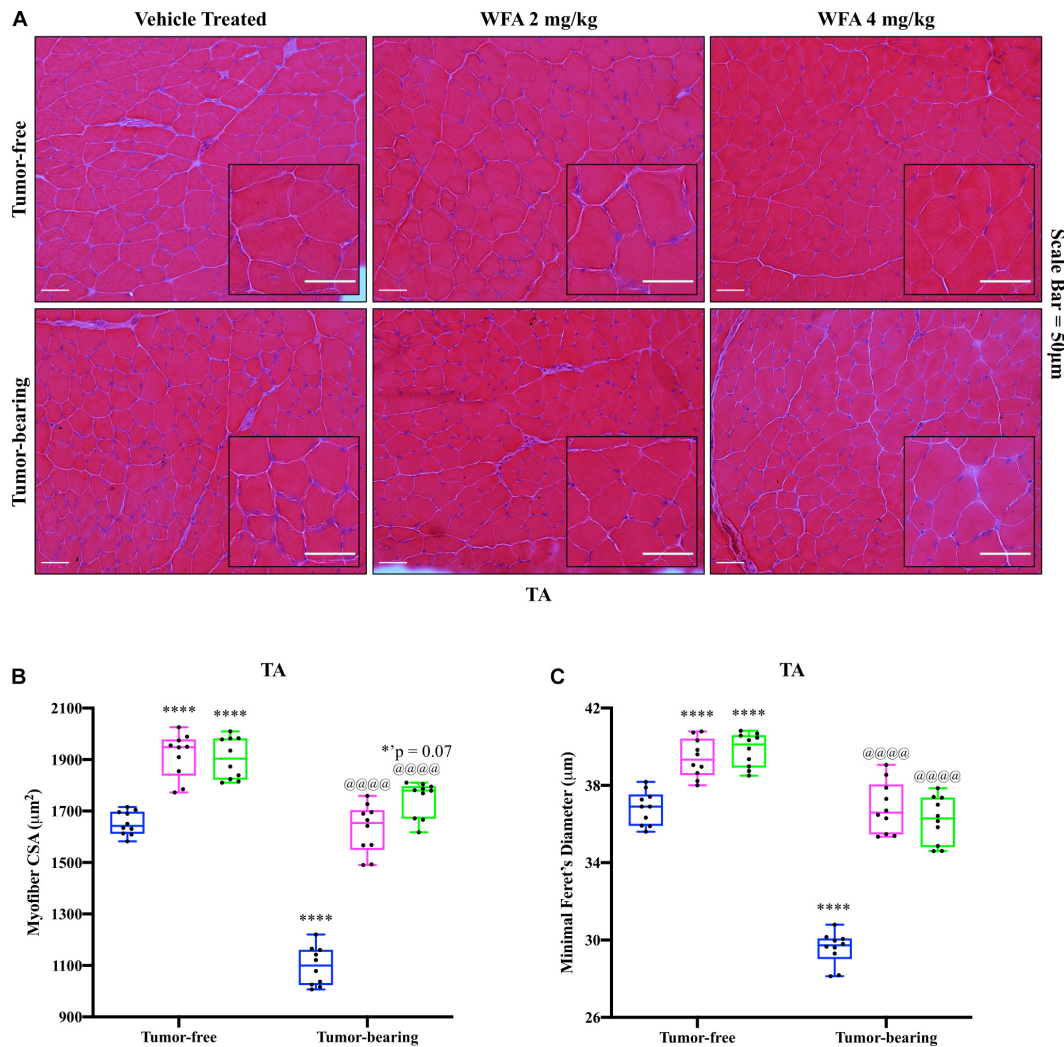 A
Vehicle Treated
WFA 2 mg/kg
WFA 4 mg/kg
Tumor-free
Tumor-bearing
Scale Bar = 50μm
TA
B
TA
Myofiber CSA (μm²)
2100
1900
1700
1500
1300
1100
900
****
****
****
@@@@
*'p = 0.07
@@@@
Tumor-free
Tumor-bearing
C
TA
Minimal Feret's Diameter (μm)
42
38
34
30
26
****
****
****
@@@@
@@@@
Tumor-free
Tumor-bearing